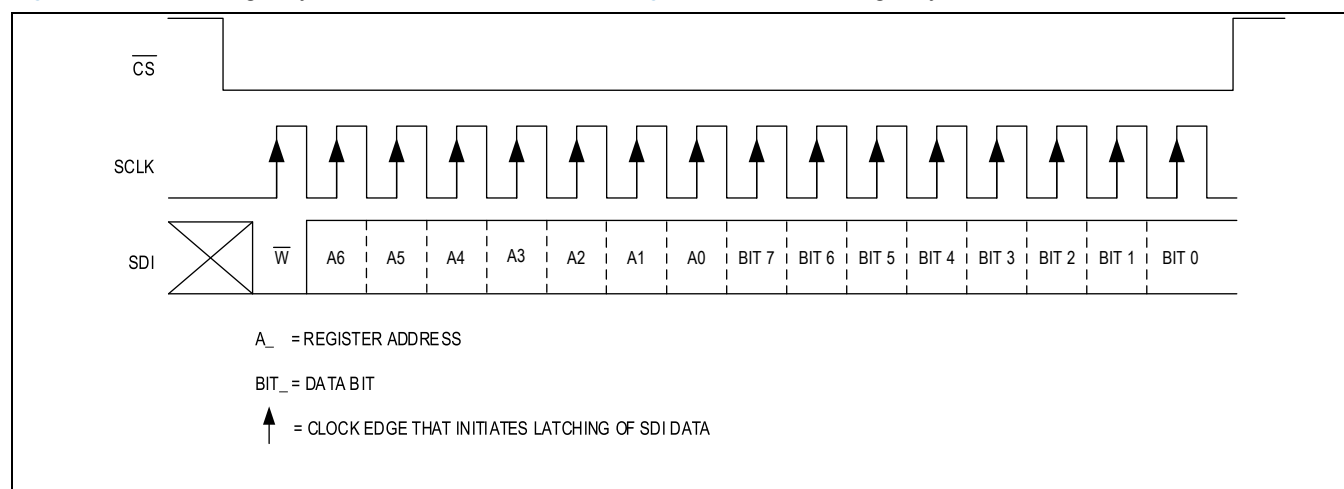 C̅S̅
SCLK
SDI W̅ A6 A5 A4 A3 A2 A1 A0 BIT 7 BIT 6 BIT 5 BIT 4 BIT 3 BIT 2 BIT 1 BIT 0
A_ = REGISTER ADDRESS
BIT_ = DATA BIT
= CLOCK EDGE THAT INITIATES LATCHING OF SDI DATA